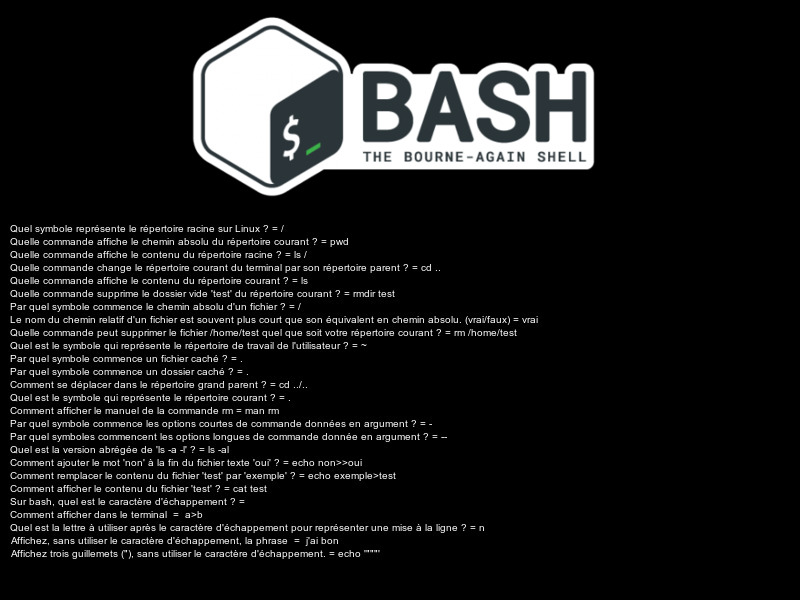 $_
BASH
THE BOURNE-AGAIN SHELL
Quel symbole représente le répertoire racine sur Linux ? = /
Quelle commande affiche le chemin absolu du répertoire courant ? = pwd
Quelle commande affiche le contenu du répertoire racine ? = ls /
Quelle commande change le répertoire courant du terminal par son répertoire parent ? = cd ..
Quelle commande affiche le contenu du répertoire courant ? = ls
Quelle commande supprime le dossier vide 'test' du répertoire courant ? = rmdir test
Par quel symbole commence le chemin absolu d'un fichier ? = /
Le nom du chemin relatif d'un fichier est souvent plus court que son équivalent en chemin absolu. (vrai/faux) = vrai
Quelle commande peut supprimer le fichier /home/test quel que soit votre répertoire courant ? = rm /home/test
Quel est le symbole qui représente le répertoire de travail de l'utilisateur ? = ~
Par quel symbole commence un fichier caché ? = .
Par quel symbole commence un dossier caché ? = .
Comment se déplacer dans le répertoire grand parent ? = cd ../..
Quel est le symbole qui représente le répertoire courant ? = .
Comment afficher le manuel de la commande rm = man rm
Par quel symbole commence les options courtes de commande données en argument ? = -
Par quel symboles commencent les options longues de commande donnée en argument ? = --
Quel est la version abrégée de 'ls -a -l' ? = ls -al
Comment ajouter le mot 'non' à la fin du fichier texte 'oui' ? = echo non>>oui
Comment remplacer le contenu du fichier 'test' par 'exemple' ? = echo exemple>test
Comment afficher le contenu du fichier 'test' ? = cat test
Sur bash, quel est le caractère d'échappement ? =
Comment afficher dans le terminal  =  a>b
Quel est la lettre à utiliser après le caractère d'échappement pour représenter une mise à la ligne ? = n
Affichez, sans utiliser le caractère d'échappement, la phrase  =  j'ai bon
Affichez trois guillemets ("), sans utiliser le caractère d'échappement. = echo '"""'